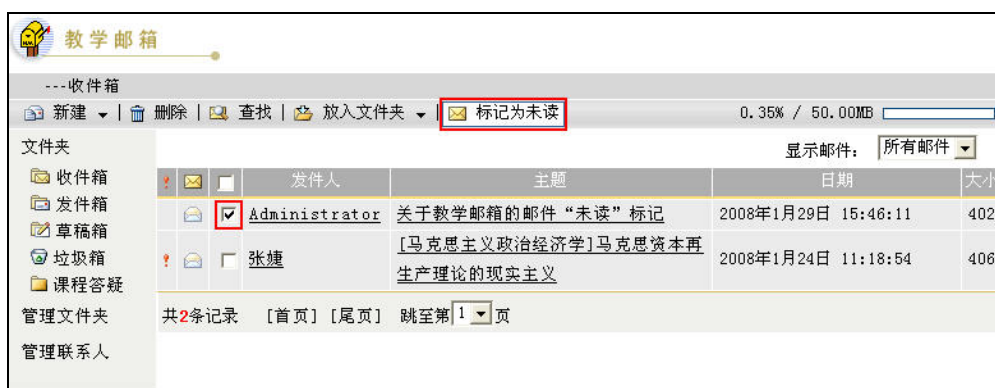 教学邮箱
---收件箱
新建 | 删除 | 查找 | 放入文件夹 | 标记为未读 0.35% / 50.00MB
文件夹 显示邮件： 所有邮件
收件箱 ! 发件人 主题 日期 大小
发件箱 Administrator 关于教学邮箱的邮件“未读”标记 2008年1月29日 15:46:11 402
草稿箱
垃圾箱 ! 张婕 [马克思主义政治经济学]马克思资本再 2008年1月24日 11:18:54 406
生产理论的现实主义
课程答疑
管理文件夹 共2条记录 [首页] [尾页] 跳至第 1 页
管理联系人